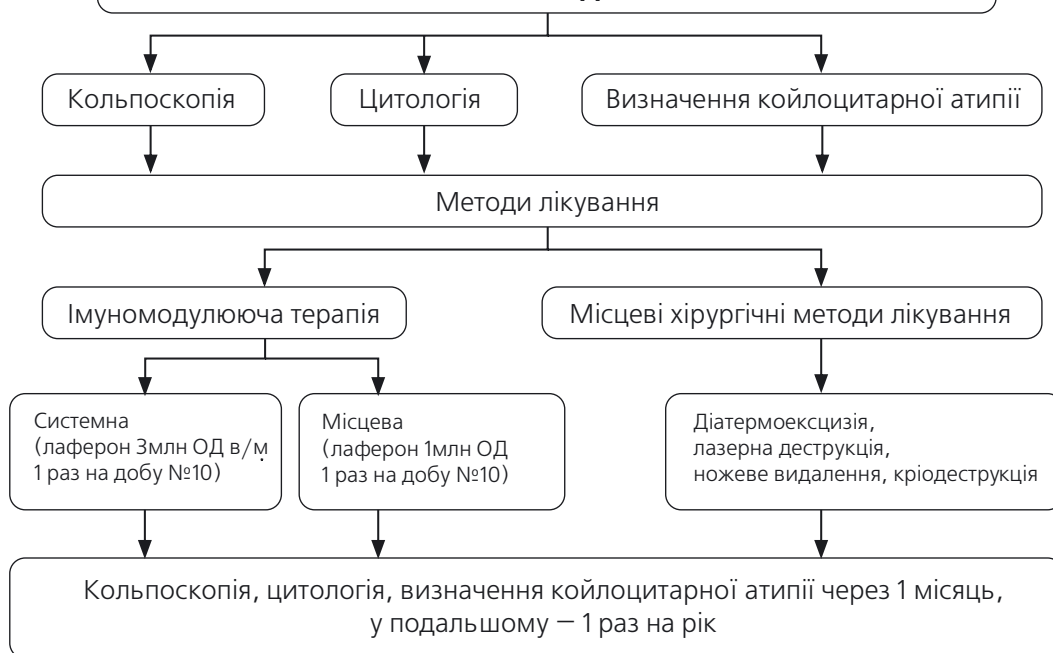 Кольпоскопія
Цитологія
Визначення койлоцитарної атипії
Методи лікування
Імуномодулююча терапія
Місцеві хірургічні методи лікування
Системна
(лаферон 3млн ОД в/м
1 раз на добу №10)
Місцева
(лаферон 1млн ОД
1 раз на добу №10)
Діатермоексцизія,
лазерна деструкція,
ножеве видалення, кріодеструкція
Кольпоскопія, цитологія, визначення койлоцитарної атипії через 1 місяць,
у подальшому — 1 раз на рік